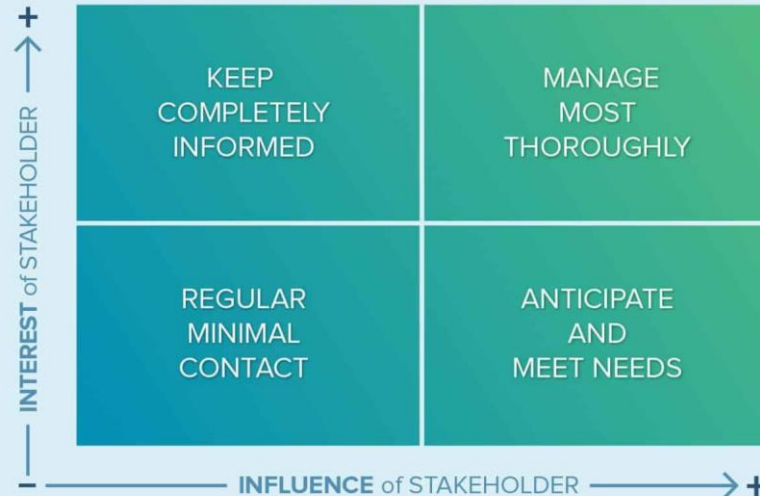 +
KEEP
COMPLETELY
INFORMED
MANAGE
MOST
THOROUGHLY
INTEREST of STAKEHOLDER
REGULAR
MINIMAL
CONTACT
ANTICIPATE
AND
MEET NEEDS
–
INFLUENCE of STAKEHOLDER
+